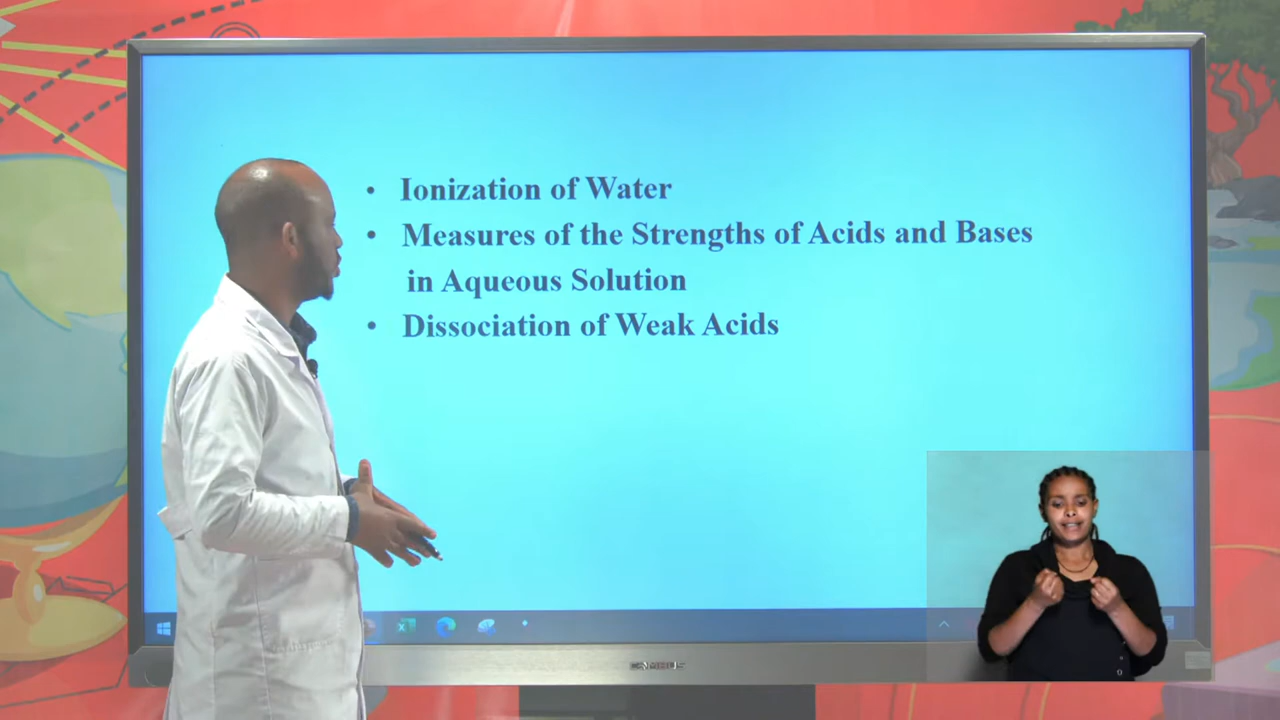 • Ionization of Water
• Measures of the Strengths of Acids and Bases
in Aqueous Solution
• Dissociation of Weak Acids